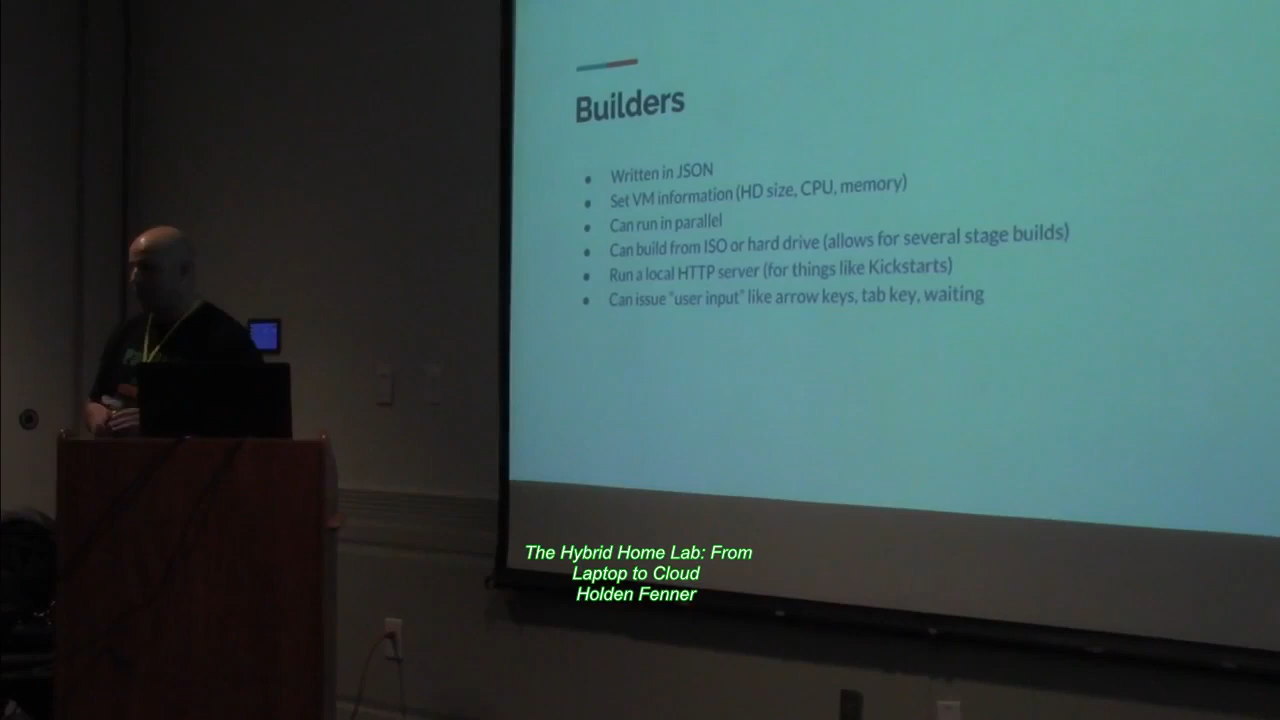 Builders
Written in JSON
Set VM information (HD size, CPU, memory)
Can run in parallel
Can build from ISO or hard drive (allows for several stage builds)
Run a local HTTP server (for things like Kickstarts)
Can issue "user input" like arrow keys, tab key, waiting
The Hybrid Home Lab: From
Laptop to Cloud
Holden Fenner